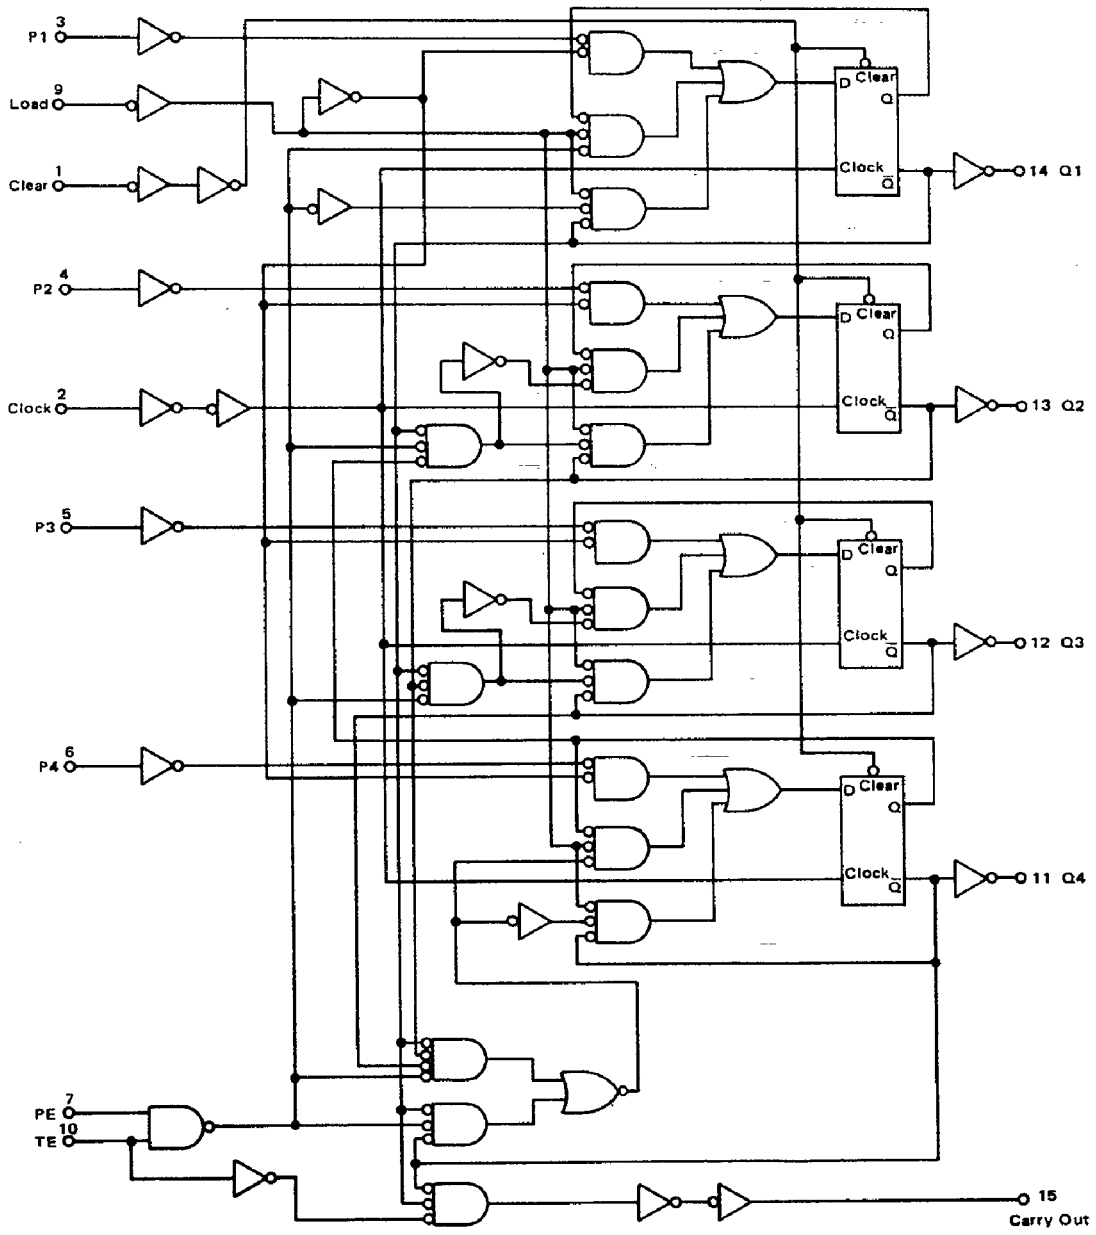 3
P1
9
Load
1
Clear
D Clear
Q
Clock
Q̅
14 Q1
4
P2
D Clear
Q
2
Clock
Clock
Q̅
13 Q2
5
P3
D Clear
Q
Clock
Q̅
12 Q3
6
P4
D Clear
Q
Clock
Q̅
11 Q4
7
PE
10
TE
15
Carry Out